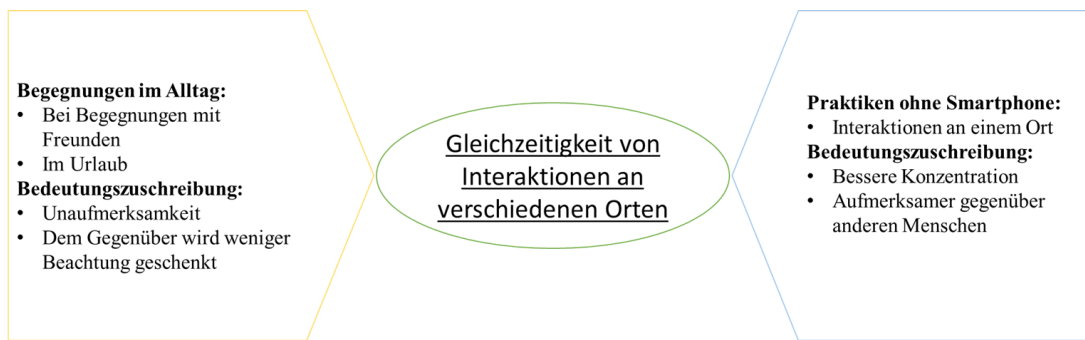 Begegnungen im Alltag:
• Bei Begegnungen mit
Freunden
• Im Urlaub
Bedeutungszuschreibung:
• Unaufmerksamkeit
• Dem Gegenüber wird weniger
Beachtung geschenkt
Gleichzeitigkeit von
Interaktionen an
verschiedenen Orten
Praktiken ohne Smartphone:
• Interaktionen an einem Ort
Bedeutungszuschreibung:
• Bessere Konzentration
• Aufmerksamer gegenüber
anderen Menschen